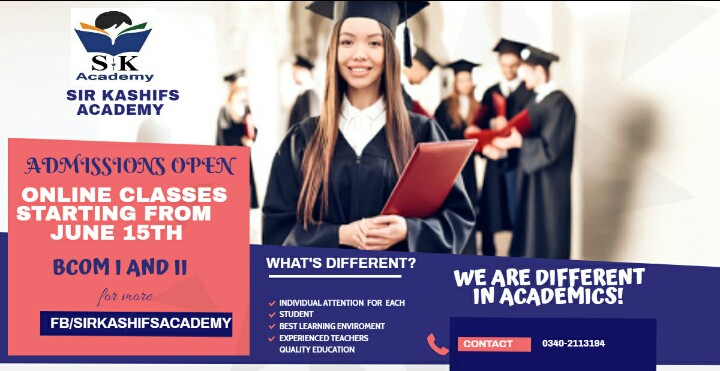 S K
Academy
SIR KASHIFS
ACADEMY
ADMISSIONS OPEN
ONLINE CLASSES
STARTING FROM
JUNE 15TH
BCOM I AND II
for more
FB/SIRKASHIFSACADEMY
WHAT'S DIFFERENT?
INDIVIDUAL ATTENTION FOR EACH
STUDENT
BEST LEARNING ENVIROMENT
EXPERIENCED TEACHERS
QUALITY EDUCATION
WE ARE DIFFERENT
IN ACADEMICS!
CONTACT 0340-2113194